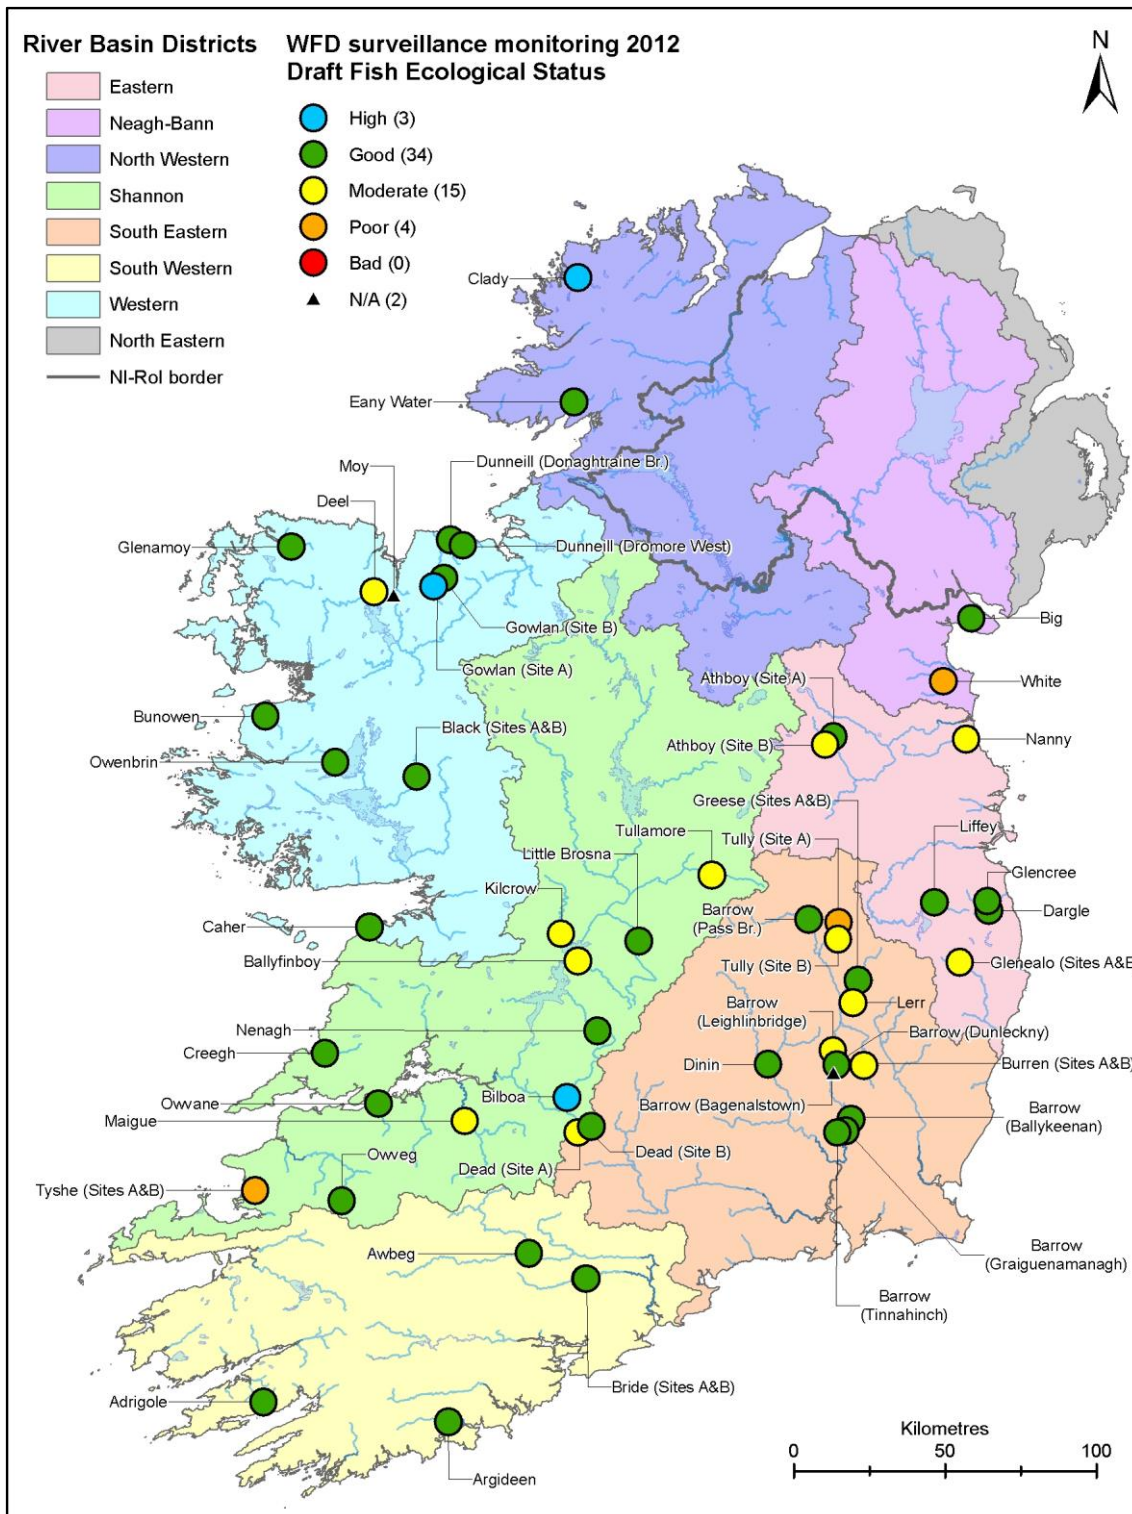 River Basin Districts
Eastern
Neagh-Bann
North Western
Shannon
South Eastern
South Western
Western
North Eastern
NI-RoI border
WFD surveillance monitoring 2012
Draft Fish Ecological Status
High (3)
Good (34)
Moderate (15)
Poor (4)
Bad (0)
N/A (2)
N
Clady
Eany Water
Dunneill (Donaghtraine Br.)
Moy
Deel
Glenamoy
Dunneill (Dromore West)
Gowlan (Site B)
Gowlan (Site A)
Big
White
Athboy (Site A)
Bunowen
Black (Sites A&B)
Athboy (Site B)
Nanny
Owenbrin
Greese (Sites A&B)
Tullamore
Tully (Site A)
Liffey
Little Brosna
Glencree
Kilcrow
Barrow
(Pass Br.)
Dargle
Caher
Ballyfinboy
Tully (Site B)
Glenealo (Sites A&B)
Barrow
(Leighlinbridge)
Lerr
Nenagh
Barrow (Dunleckny)
Creegh
Dinin
Burren (Sites A&B)
Owvane
Bilboa
Barrow (Bagenalstown)
Maigue
Barrow
(Ballykeenan)
Owveg
Dead (Site A)
Dead (Site B)
Tyshe (Sites A&B)
Awbeg
Barrow
(Graiguenamanagh)
Barrow
(Tinnahinch)
Bride (Sites A&B)
Adrigole
Argideen
Kilometres
0 50 100